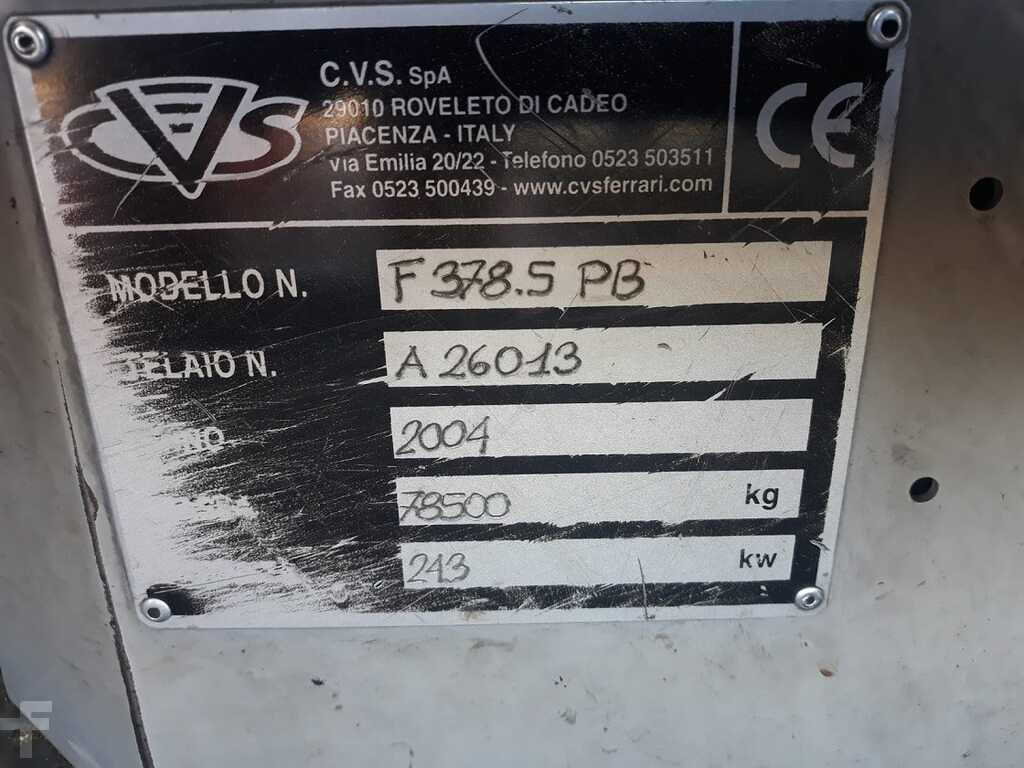 CVS
C.V.S. SpA
29010 ROVELETO DI CADEO
PIACENZA - ITALY
via Emilia 20/22 - Telefono 0523 503511
Fax 0523 500439 - www.cvsferrari.com
CE
MODELLO N. F 378.5 PB
TELAIO N. A 26013
2004
78500 kg
243 kw